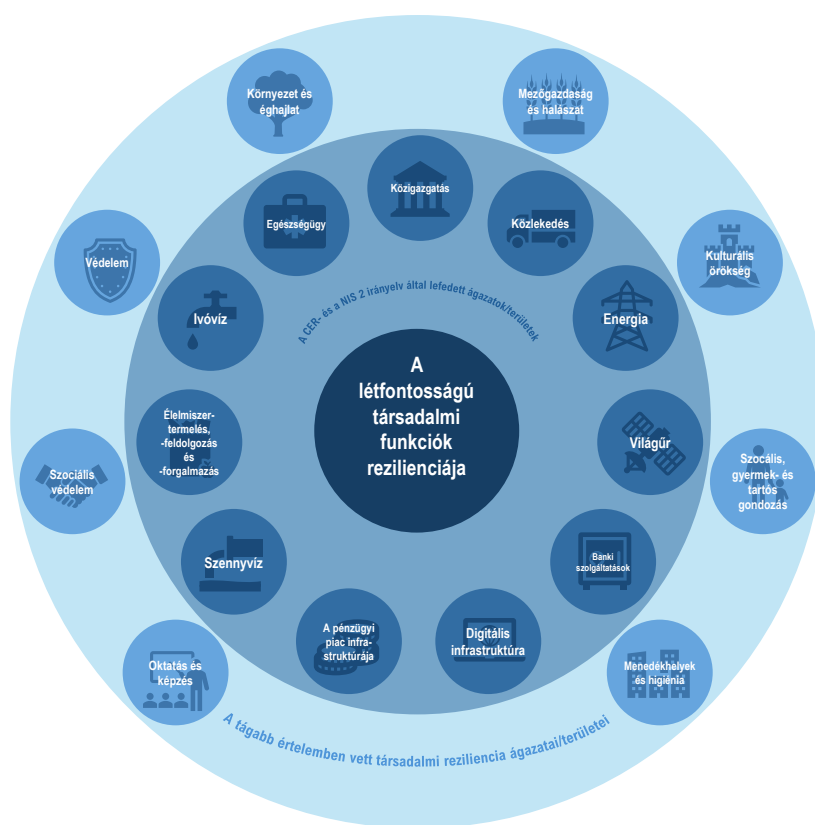 Környezet és
éghajlat
Mezőgazdaság
és halászat
Közigazgatás
Egészségügy
Közlekedés
Védelem
Kulturális
örökség
A CER- és a NIS 2 irányelv által lefedett ágazatok/területek
Ivóvíz
Energia
A
létfontosságú
társadalmi
funkciók
rezilienciája
Élelmiszer-
termelés,
-feldolgozás
és
-forgalmazás
Világűr
Szociális
védelem
Szocális,
gyermek- és
tartós
gondozás
Szennyvíz
Banki
szolgáltatások
A pénzügyi
piac infra-
struktúrája
Digitális
infrastruktúra
Oktatás és
képzés
Menedékhelyek
és higiénia
A tágabb értelemben vett társadalmi reziliencia ágazatai/területei